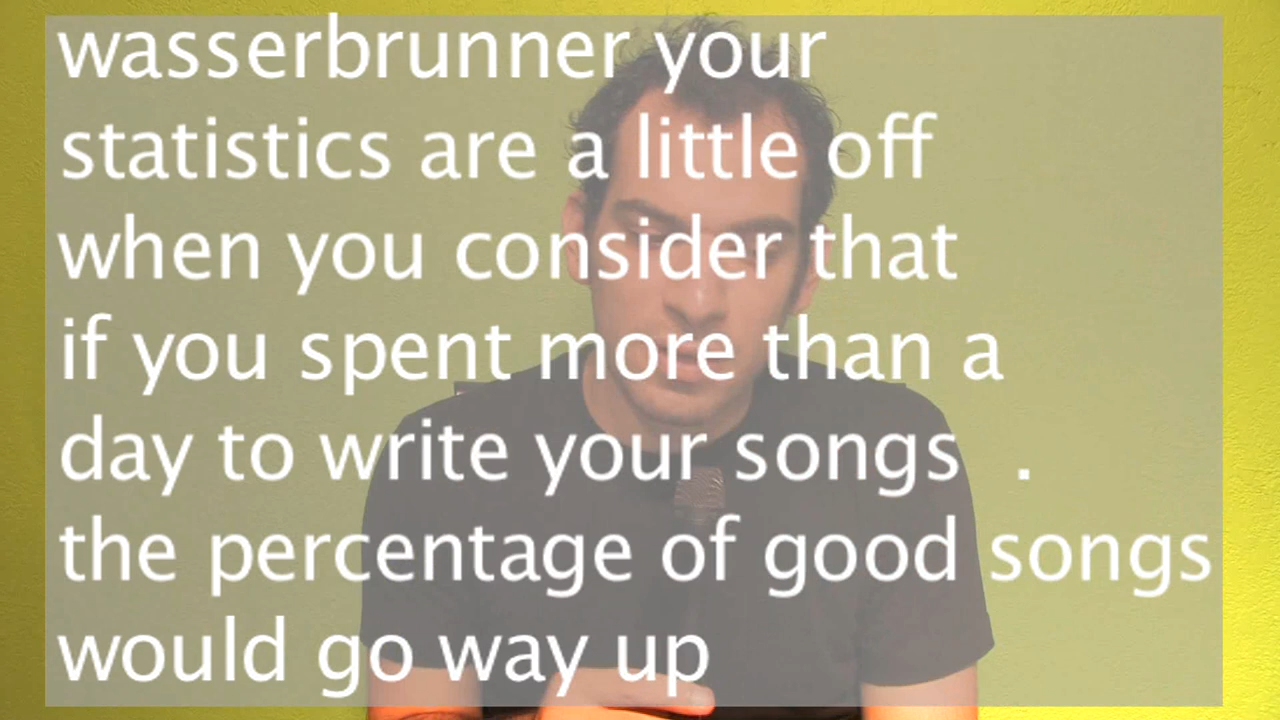 wasserbrunner your
statistics are a little off
when you consider that
if you spent more than a
day to write your songs  .
the percentage of good songs
would go way up